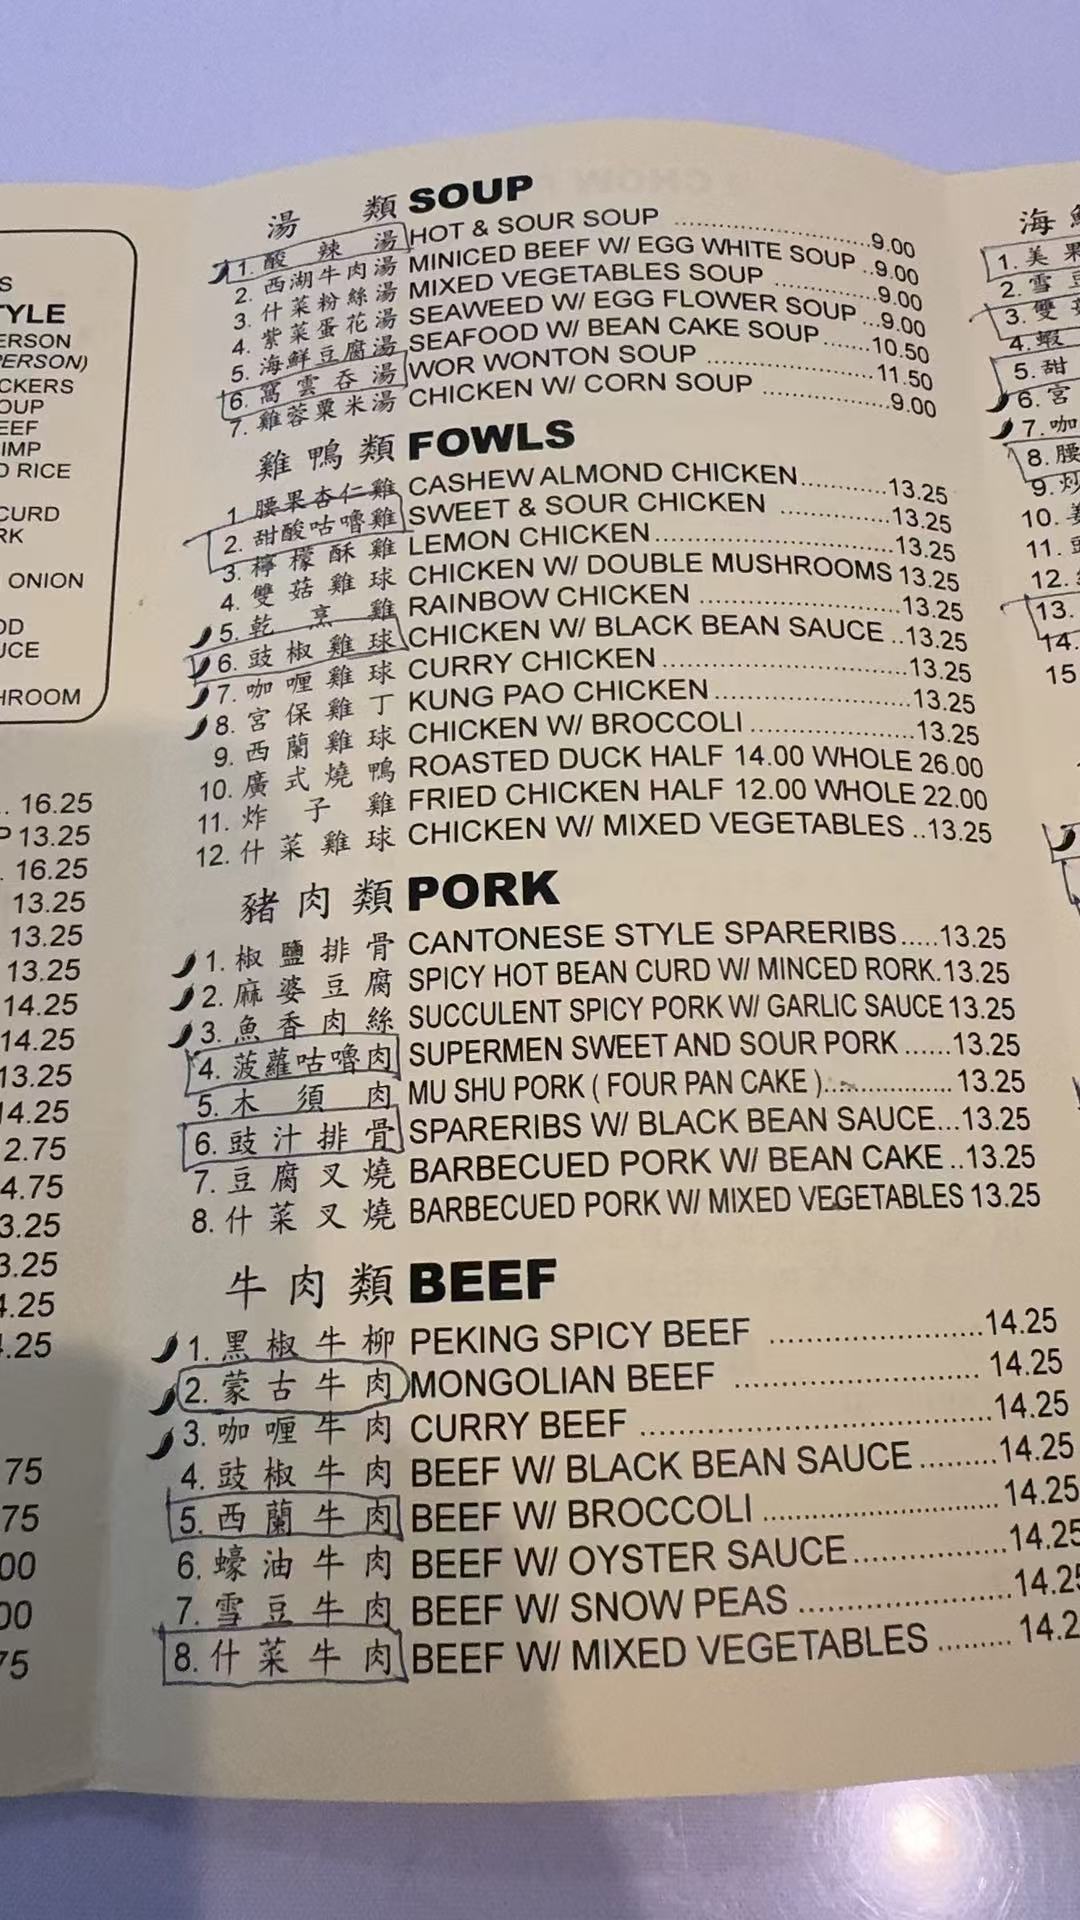 S
TYLE
ERSON
PERSON)
CKERS
OUP
EEF
IMP
D RICE
CURD
RK
ONION
OD
UCE
HROOM
16.25
P 13.25
16.25
13.25
13.25
13.25
14.25
14.25
13.25
14.25
2.75
4.75
3.25
3.25
4.25
.25
75
75
00
00
75
湯 類 SOUP
1. 酸辣湯 HOT & SOUR SOUP ........................9.00
2. 西湖牛肉湯 MINICED BEEF W/ EGG WHITE SOUP ..9.00
3. 什菜粉絲湯 MIXED VEGETABLES SOUP ..............9.00
4. 紫菜蛋花湯 SEAWEED W/ EGG FLOWER SOUP ...9.00
5. 海鮮豆腐湯 SEAFOOD W/ BEAN CAKE SOUP.......10.50
6. 窩雲吞湯 WOR WONTON SOUP ......................11.50
7. 雞蓉粟米湯 CHICKEN W/ CORN SOUP ................9.00
雞鴨類 FOWLS
1. 腰果杏仁雞 CASHEW ALMOND CHICKEN...........13.25
2. 甜酸咕嚕雞 SWEET & SOUR CHICKEN ..............13.25
3. 檸檬酥雞 LEMON CHICKEN..............................13.25
4. 雙菇雞球 CHICKEN W/ DOUBLE MUSHROOMS 13.25
5. 乾烹雞 RAINBOW CHICKEN ...........................13.25
6. 豉椒雞球 CHICKEN W/ BLACK BEAN SAUCE ..13.25
7. 咖喱雞球 CURRY CHICKEN................................13.25
8. 宮保雞丁 KUNG PAO CHICKEN.........................13.25
9. 西蘭雞球 CHICKEN W/ BROCCOLI.....................13.25
10. 廣式燒鴨 ROASTED DUCK HALF 14.00 WHOLE 26.00
11. 炸子雞 FRIED CHICKEN HALF 12.00 WHOLE 22.00
12. 什菜雞球 CHICKEN W/ MIXED VEGETABLES ..13.25
豬肉類 PORK
1. 椒鹽排骨 CANTONESE STYLE SPARERIBS.....13.25
2. 麻婆豆腐 SPICY HOT BEAN CURD W/ MINCED RORK.13.25
3. 魚香肉絲 SUCCULENT SPICY PORK W/ GARLIC SAUCE 13.25
4. 菠蘿咕嚕肉 SUPERMEN SWEET AND SOUR PORK ......13.25
5. 木須肉 MU SHU PORK ( FOUR PAN CAKE )................ 13.25
6. 豉汁排骨 SPARERIBS W/ BLACK BEAN SAUCE...13.25
7. 豆腐叉燒 BARBECUED PORK W/ BEAN CAKE ..13.25
8. 什菜叉燒 BARBECUED PORK W/ MIXED VEGETABLES 13.25
牛肉類 BEEF
1. 黑椒牛柳 PEKING SPICY BEEF ........................14.25
2. 蒙古牛肉 MONGOLIAN BEEF ........................... 14.25
3. 咖喱牛肉 CURRY BEEF .......................................14.25
4. 豉椒牛肉 BEEF W/ BLACK BEAN SAUCE.........14.25
5. 西蘭牛肉 BEEF W/ BROCCOLI........................... 14.25
6. 蠔油牛肉 BEEF W/ OYSTER SAUCE.................14.25
7. 雪豆牛肉 BEEF W/ SNOW PEAS ......................14.25
8. 什菜牛肉 BEEF W/ MIXED VEGETABLES ......... 14.2
海
1. 美果
2. 雪豆
3. 雙
4. 蝦
5. 甜
6. 宮
7. 咖
8. 腰
9. 炒
10.
11.
12.
13.
14.
15